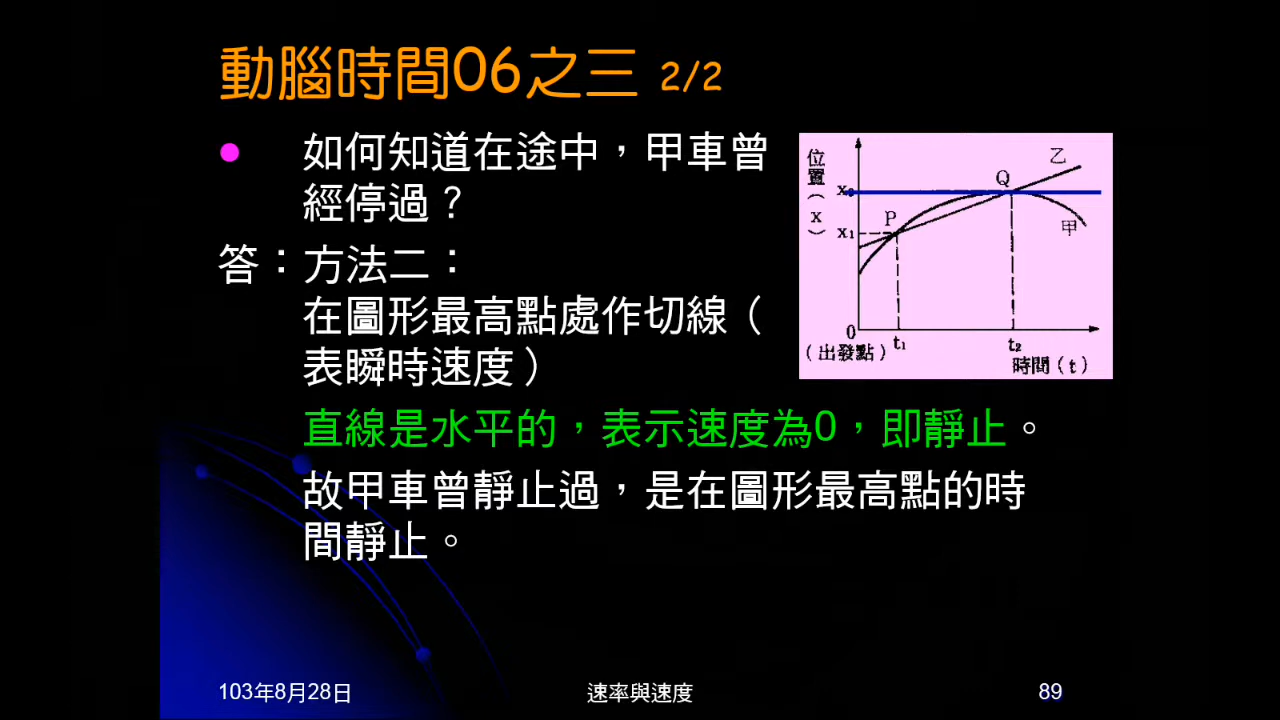 動腦時間06之三 2/2
● 如何知道在途中，甲車曾
經停過？
答：方法二：
在圖形最高點處作切線（
表瞬時速度）
直線是水平的，表示速度為0，即靜止。
故甲車曾靜止過，是在圖形最高點的時
間靜止。
位置(x)
乙
Q
P
甲
x₁
0
t₁
t₂
(出發點)
時間(t)
103年8月28日
速率與速度
89